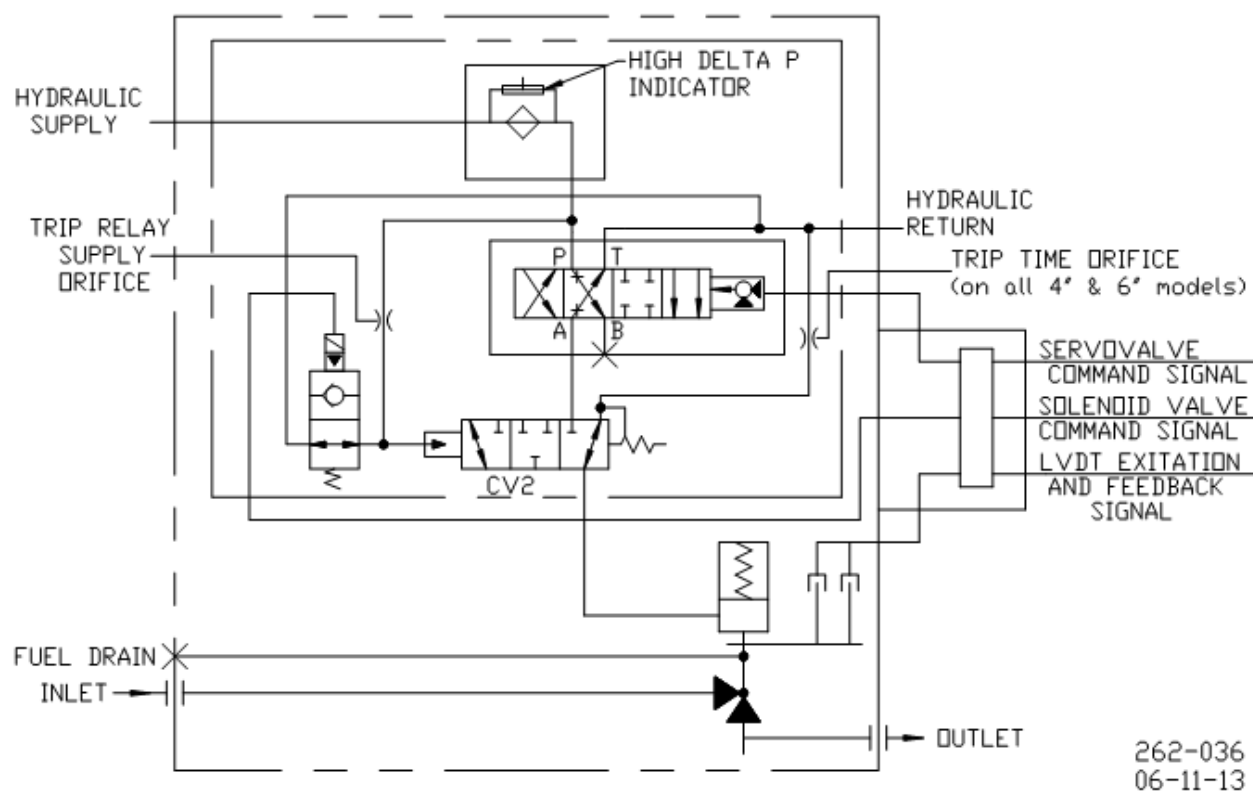 HIGH DELTA P
INDICATOR
HYDRAULIC
SUPPLY
TRIP RELAY
SUPPLY
ORIFICE
HYDRAULIC
RETURN
TRIP TIME ORIFICE
(on all 4" & 6" models)
P T
A B
SERVOVALVE
COMMAND SIGNAL
SOLENOID VALVE
COMMAND SIGNAL
LVDT EXITATION
AND FEEDBACK
SIGNAL
CV2
FUEL DRAIN
INLET
OUTLET
262-036
06-11-13